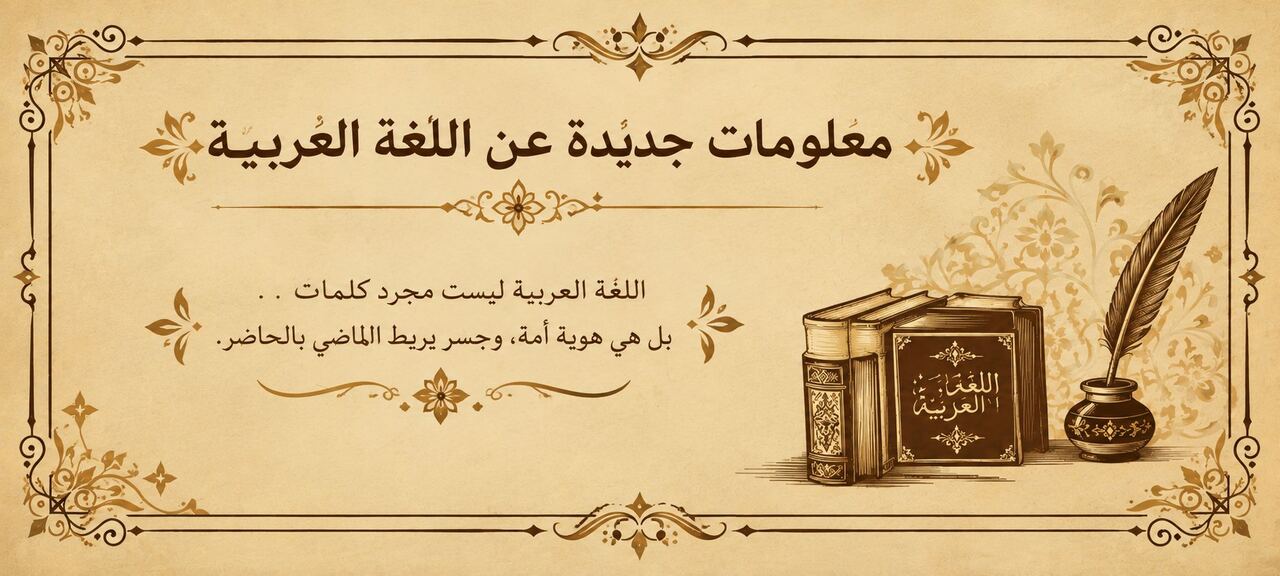 معلومات جديدة عن اللغة العربية
اللغة العربية ليست مجرد كلمات . .
بل هي هوية أمة، وجسر يربط الماضي بالحاضر.
اللغة
العربية